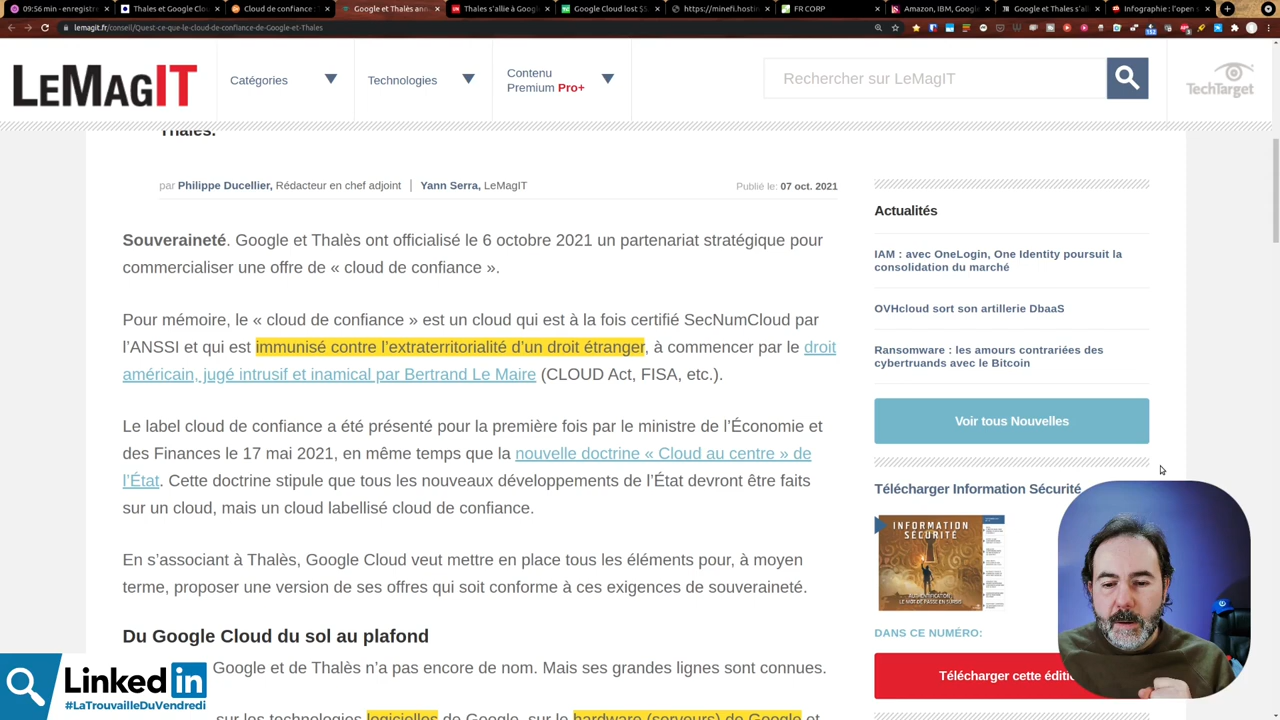 09:56 min - enregistre
Thales et Google Clo
Cloud de confiance :
Google et Thalès ann
Thales s'allie à Google
Google Cloud lost $5
https://minefi.hosti
FR CORP
Amazon, IBM, Google
Google et Thales s'all
Infographie : l'open
lemagit.fr/conseil/Quest-ce-que-le-cloud-de-confiance-de-Google-et-Thales
152
LEMAGIT
Catégories
Technologies
Contenu
Premium Pro+
Rechercher sur LeMagIT
TechTarget
Thalès.
par Philippe Ducellier, Rédacteur en chef adjoint | Yann Serra, LeMagIT
Publié le: 07 oct. 2021
Souveraineté. Google et Thalès ont officialisé le 6 octobre 2021 un partenariat stratégique pour
commercialiser une offre de « cloud de confiance ».
Pour mémoire, le « cloud de confiance » est un cloud qui est à la fois certifié SecNumCloud par
l'ANSSI et qui est immunisé contre l'extraterritorialité d'un droit étranger, à commencer par le droit
américain, jugé intrusif et inamical par Bertrand Le Maire (CLOUD Act, FISA, etc.).
Le label cloud de confiance a été présenté pour la première fois par le ministre de l'Économie et
des Finances le 17 mai 2021, en même temps que la nouvelle doctrine « Cloud au centre » de
l'État. Cette doctrine stipule que tous les nouveaux développements de l'État devront être faits
sur un cloud, mais un cloud labellisé cloud de confiance.
En s'associant à Thalès, Google Cloud veut mettre en place tous les éléments pour, à moyen
terme, proposer une version de ses offres qui soit conforme à ces exigences de souveraineté.
Du Google Cloud du sol au plafond
Google et de Thalès n'a pas encore de nom. Mais ses grandes lignes sont connues.
sur les technologies logicielles de Google, sur le hardware (serveurs) de Google et
Actualités
IAM : avec OneLogin, One Identity poursuit la
consolidation du marché
OVHcloud sort son artillerie DbaaS
Ransomware : les amours contrariées des
cybertruands avec le Bitcoin
Voir tous Nouvelles
Télécharger Information Sécurité
INFORMATION
SÉCURITÉ
DANS CE NUMÉRO:
Télécharger cette éditio
Linked in
#LaTrouvailleDuVendredi